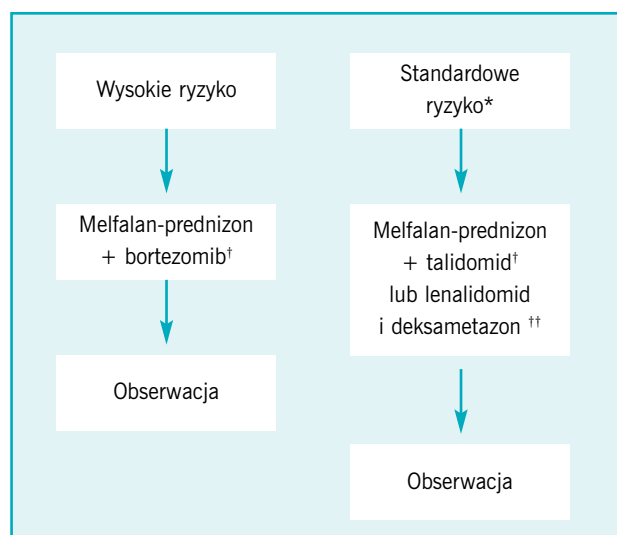 Wysokie ryzyko
Melfalan-prednizon
+ bortezomib†
Obserwacja
Standardowe
ryzyko*
Melfalan-prednizon
+ talidomid†
lub lenalidomid
i deksametazon ††
Obserwacja